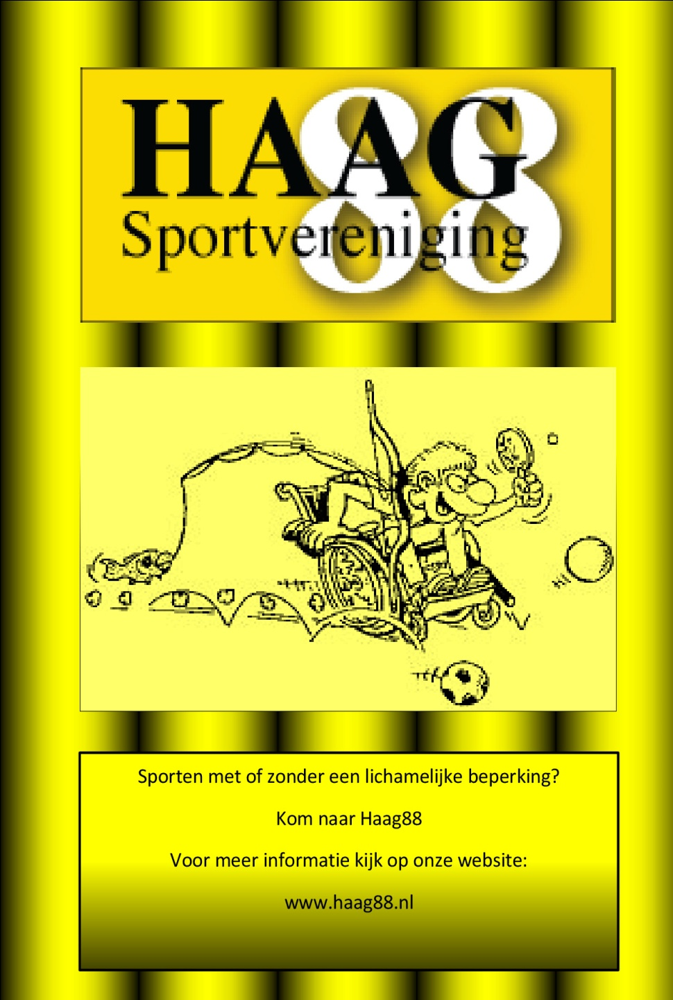 HAAG 88
Sportvereniging
Sporten met of zonder een lichamelijke beperking?
Kom naar Haag88
Voor meer informatie kijk op onze website:
www.haag88.nl